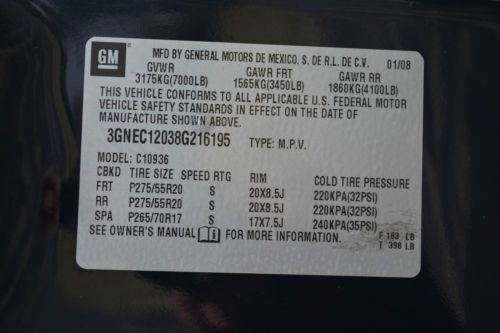 GM
MFD BY GENERAL MOTORS DE MEXICO, S. DE R.L. DE C.V. 01/08
GVWR GAWR FRT GAWR RR
3175KG(7000LB) 1565KG(3450LB) 1860KG(4100LB)
THIS VEHICLE CONFORMS TO ALL APPLICABLE U.S. FEDERAL MOTOR
VEHICLE SAFETY STANDARDS IN EFFECT ON THE DATE OF
MANUFACTURE SHOWN ABOVE.
3GNEC12038G216195 TYPE: M.P.V.
MODEL: C10936
CBKD TIRE SIZE SPEED RTG RIM COLD TIRE PRESSURE
FRT P275/55R20 S 20X8.5J 220KPA(32PSI)
RR P275/55R20 S 20X8.5J 220KPA(32PSI)
SPA P265/70R17 S 17X7.5J 240KPA(35PSI)
SEE OWNER'S MANUAL i FOR MORE INFORMATION.
F 183 LB
T 398 LB